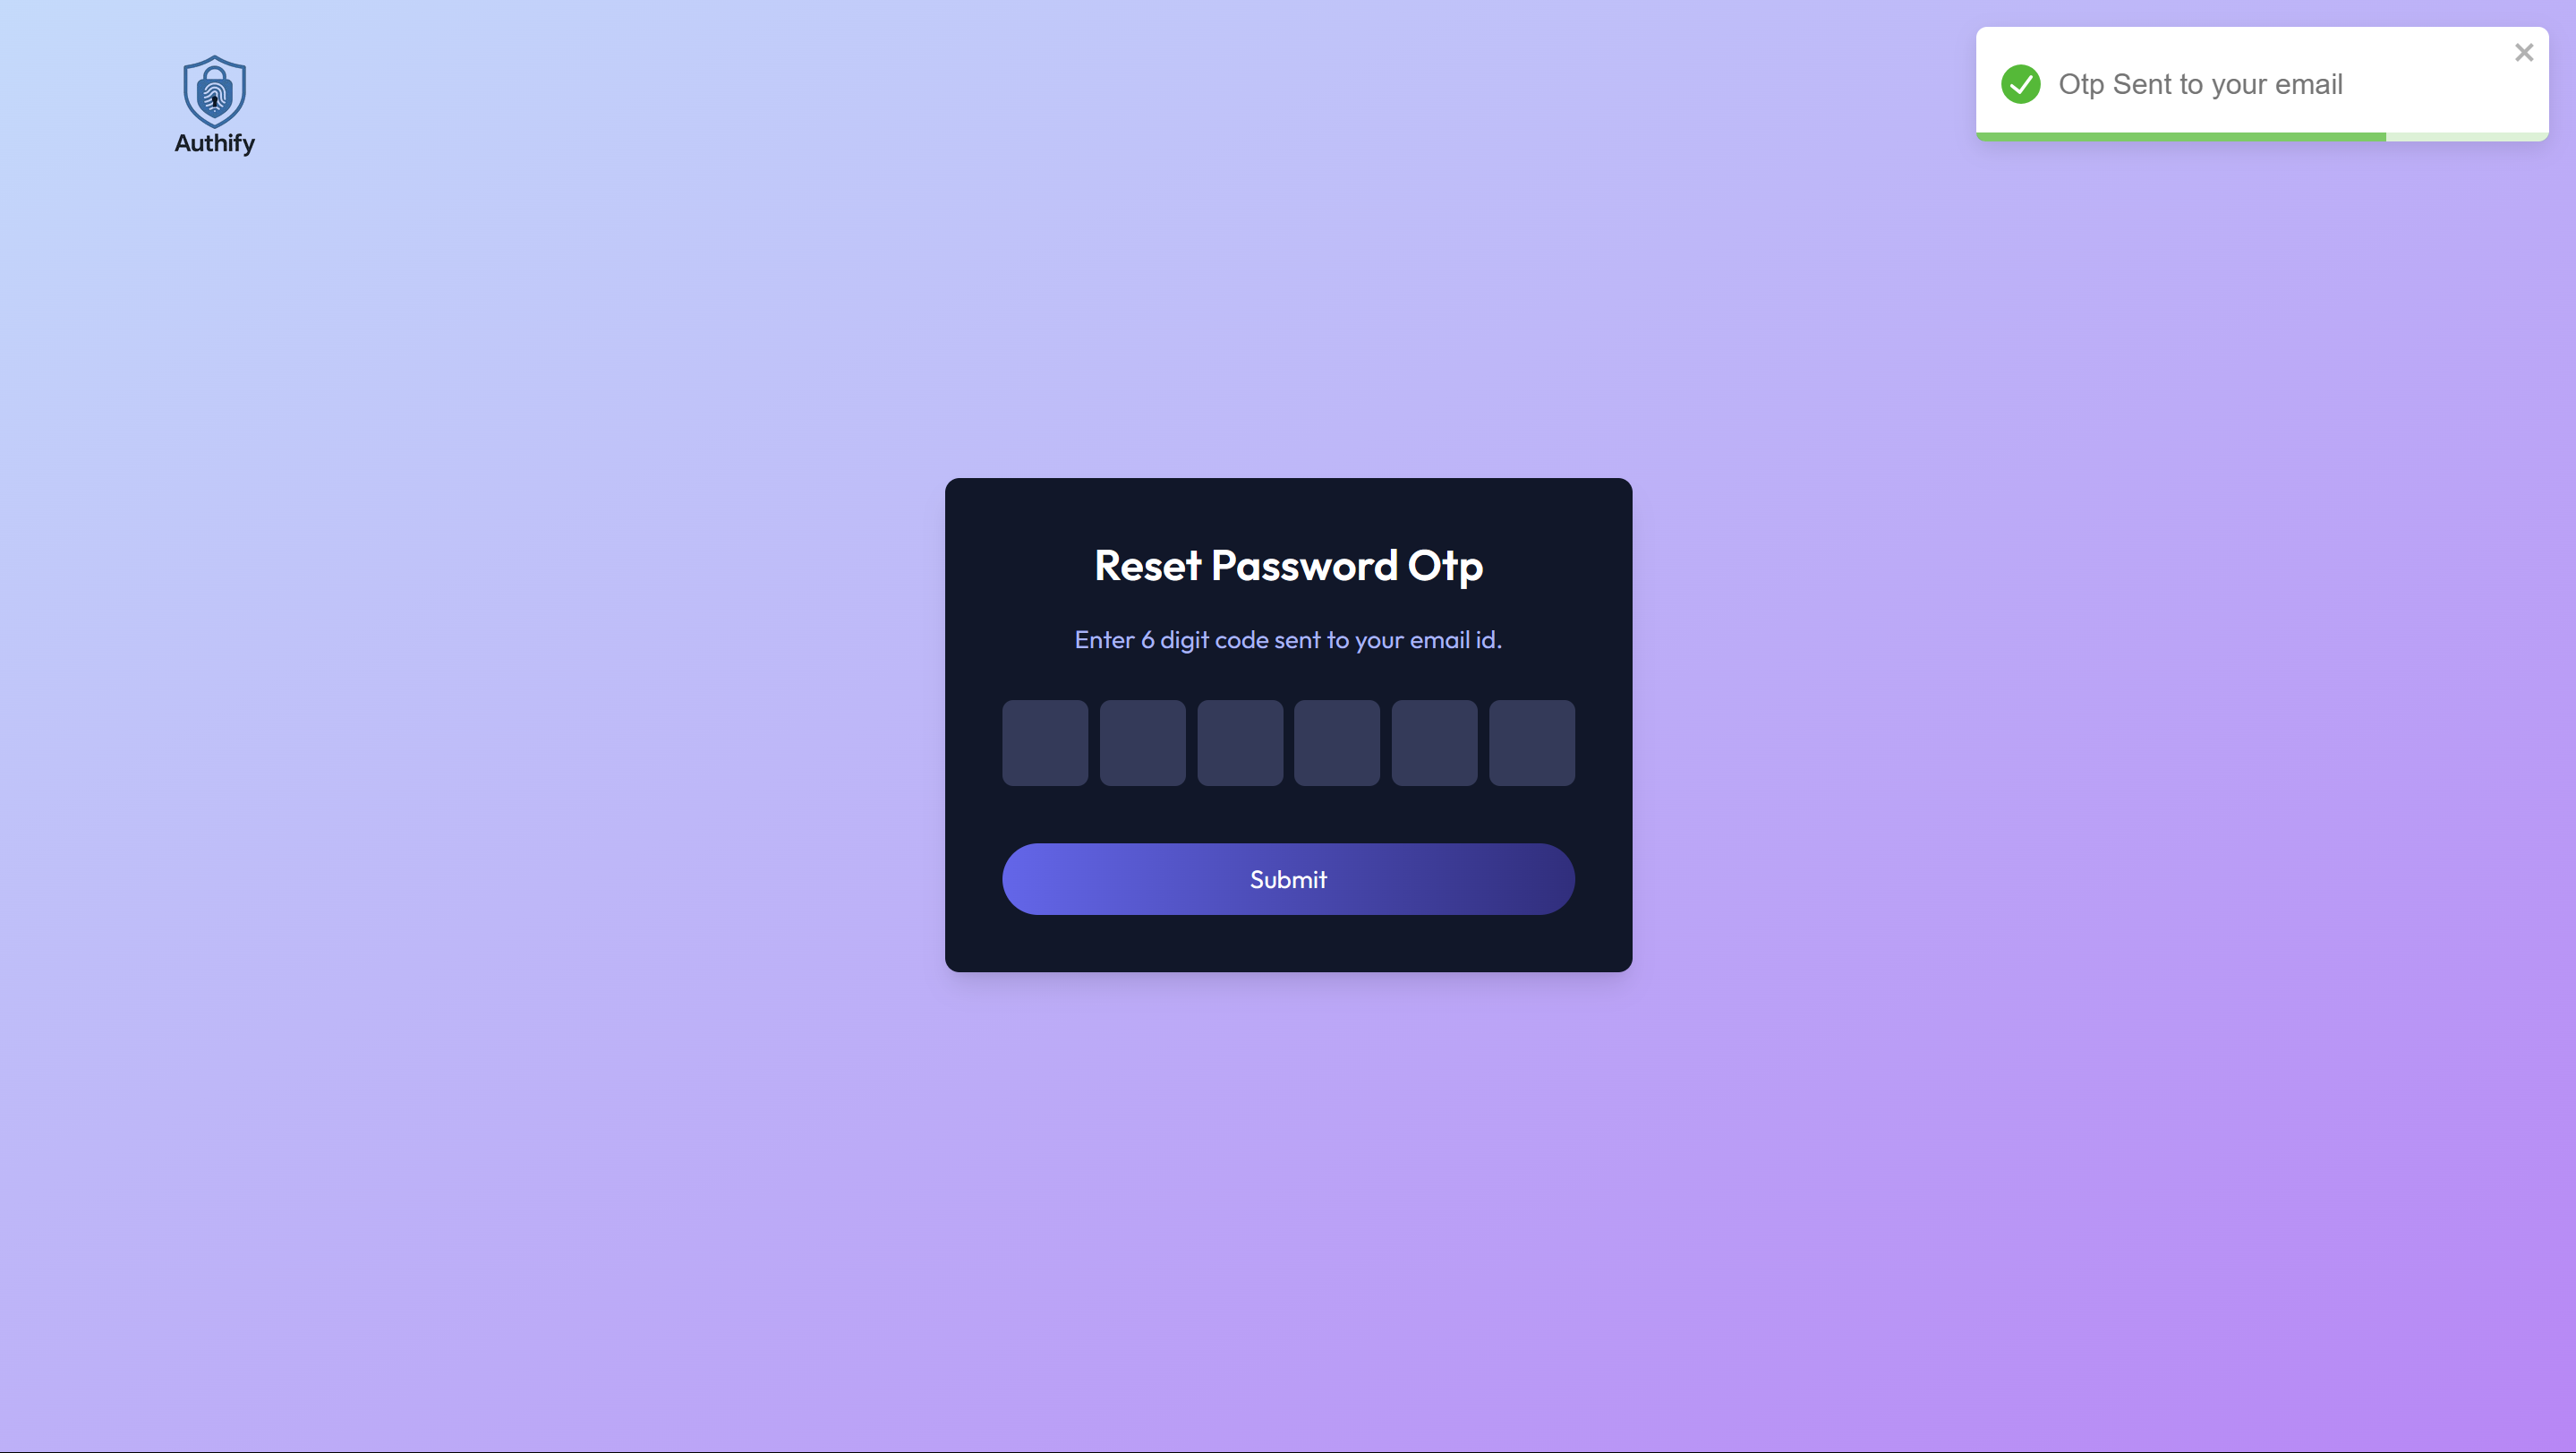 Authify
Otp Sent to your email
Reset Password Otp
Enter 6 digit code sent to your email id.
Submit